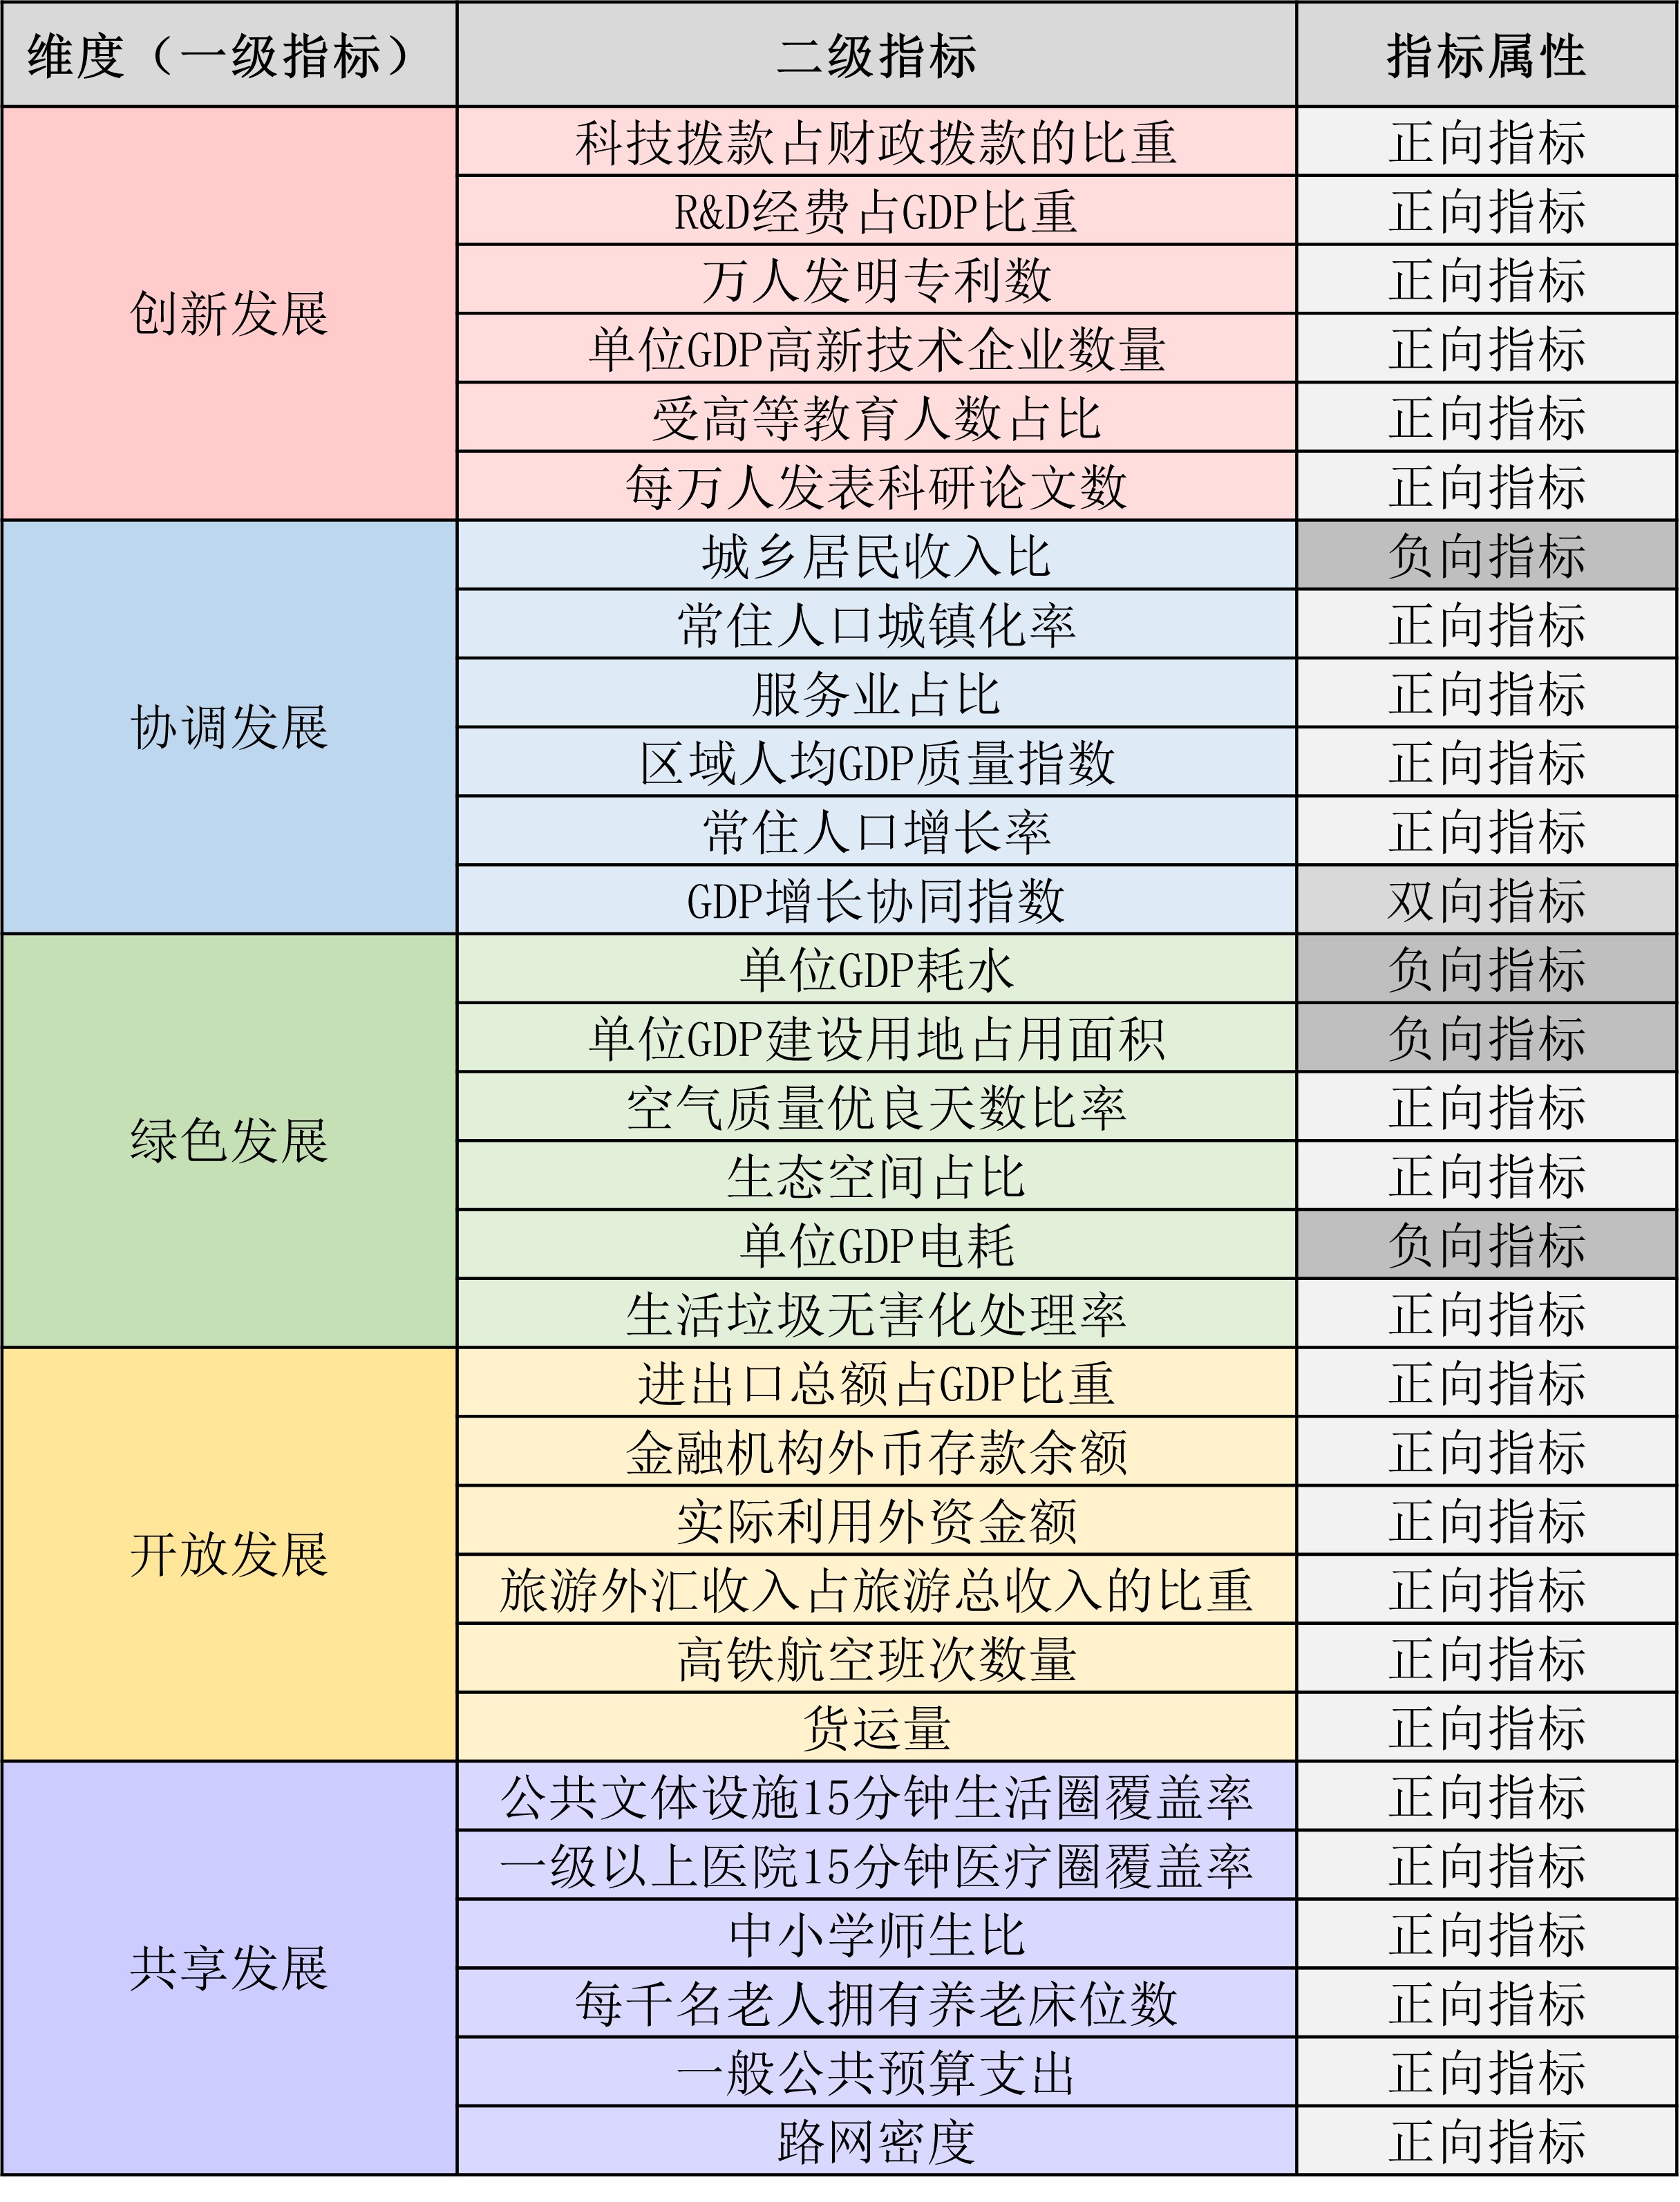 维度（一级指标） 二级指标 指标属性
创新发展
科技拨款占财政拨款的比重 正向指标
R&D经费占GDP比重 正向指标
万人发明专利数 正向指标
单位GDP高新技术企业数量 正向指标
受高等教育人数占比 正向指标
每万人发表科研论文数 正向指标
协调发展
城乡居民收入比 负向指标
常住人口城镇化率 正向指标
服务业占比 正向指标
区域人均GDP质量指数 正向指标
常住人口增长率 正向指标
GDP增长协同指数 双向指标
绿色发展
单位GDP耗水 负向指标
单位GDP建设用地占用面积 负向指标
空气质量优良天数比率 正向指标
生态空间占比 正向指标
单位GDP电耗 负向指标
生活垃圾无害化处理率 正向指标
开放发展
进出口总额占GDP比重 正向指标
金融机构外币存款余额 正向指标
实际利用外资金额 正向指标
旅游外汇收入占旅游总收入的比重 正向指标
高铁航空班次数量 正向指标
货运量 正向指标
共享发展
公共文体设施15分钟生活圈覆盖率 正向指标
一级以上医院15分钟医疗圈覆盖率 正向指标
中小学师生比 正向指标
每千名老人拥有养老床位数 正向指标
一般公共预算支出 正向指标
路网密度 正向指标